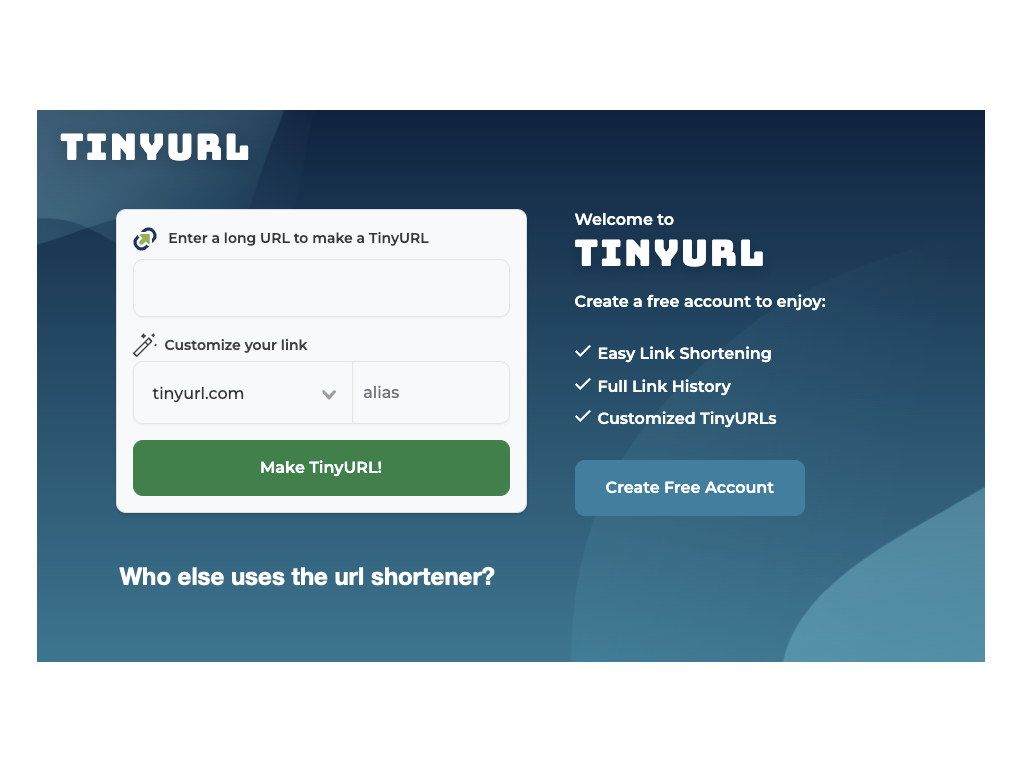 TINYURL
Enter a long URL to make a TinyURL
Customize your link
tinyurl.com
alias
Make TinyURL!
Welcome to
TINYURL
Create a free account to enjoy:
Easy Link Shortening
Full Link History
Customized TinyURLs
Create Free Account
Who else uses the url shortener?